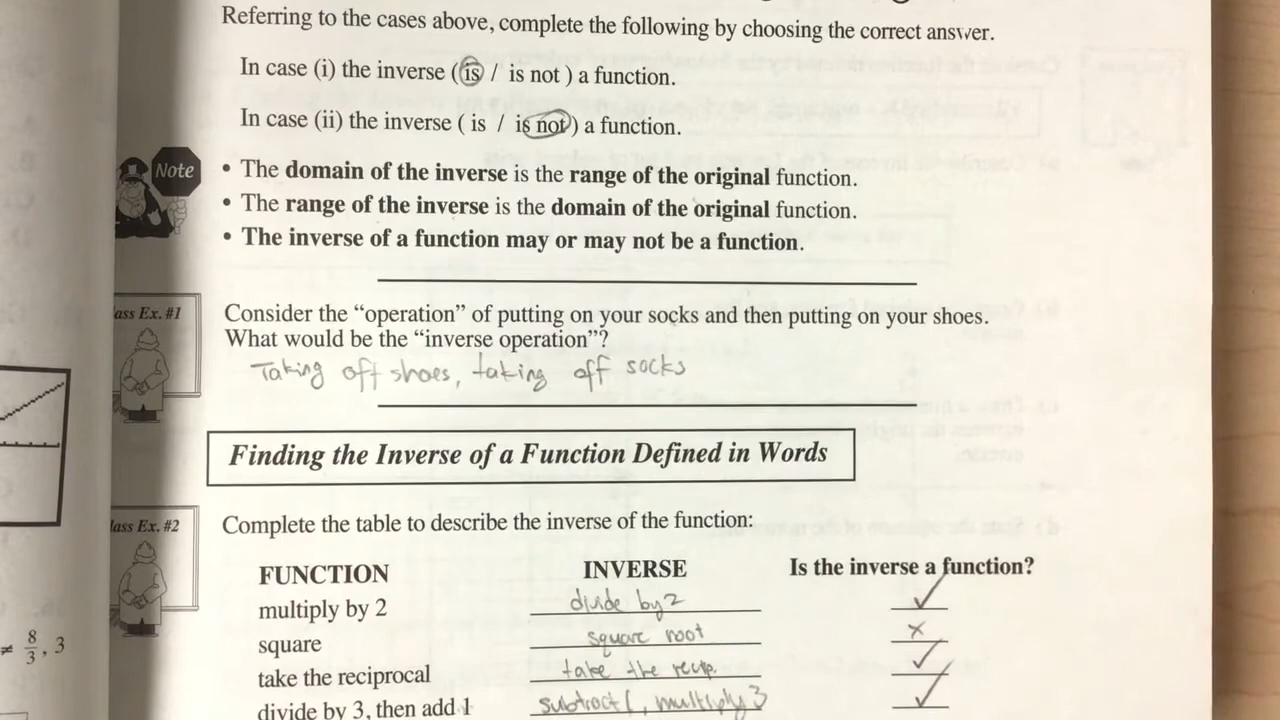 Referring to the cases above, complete the following by choosing the correct answer.
In case (i) the inverse ( is / is not ) a function.
In case (ii) the inverse ( is / is not ) a function.
Note
• The domain of the inverse is the range of the original function.
• The range of the inverse is the domain of the original function.
• The inverse of a function may or may not be a function.
ass Ex. #1
Consider the “operation” of putting on your socks and then putting on your shoes.
What would be the “inverse operation”?
Taking off shoes, taking off socks
Finding the Inverse of a Function Defined in Words
lass Ex. #2
Complete the table to describe the inverse of the function:
FUNCTION INVERSE Is the inverse a function?
multiply by 2 divide by 2 ✓
square square root ×
take the reciprocal take the recip. ✓
divide by 3, then add 1 subtract 1, multiply 3 ✓
≠ 8/3, 3